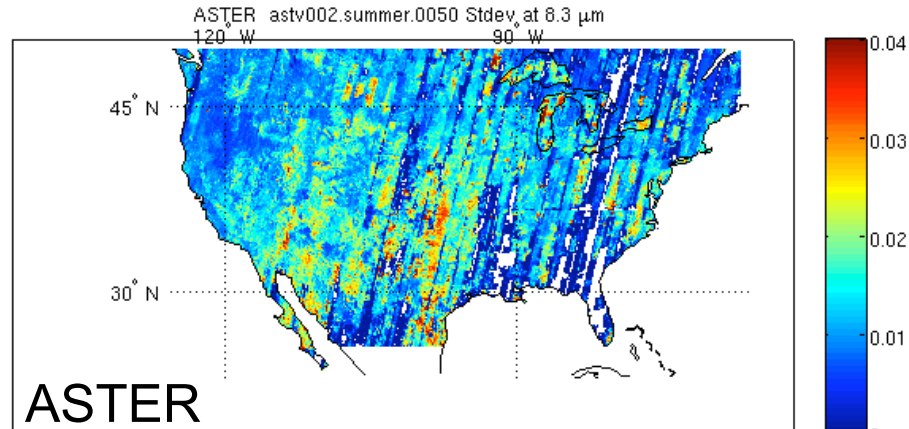 ASTER astv002.summer.0050 Stdev at 8.3 μm
120° W 90° W
0.04
45° N
0.03
0.02
30° N
0.01
ASTER